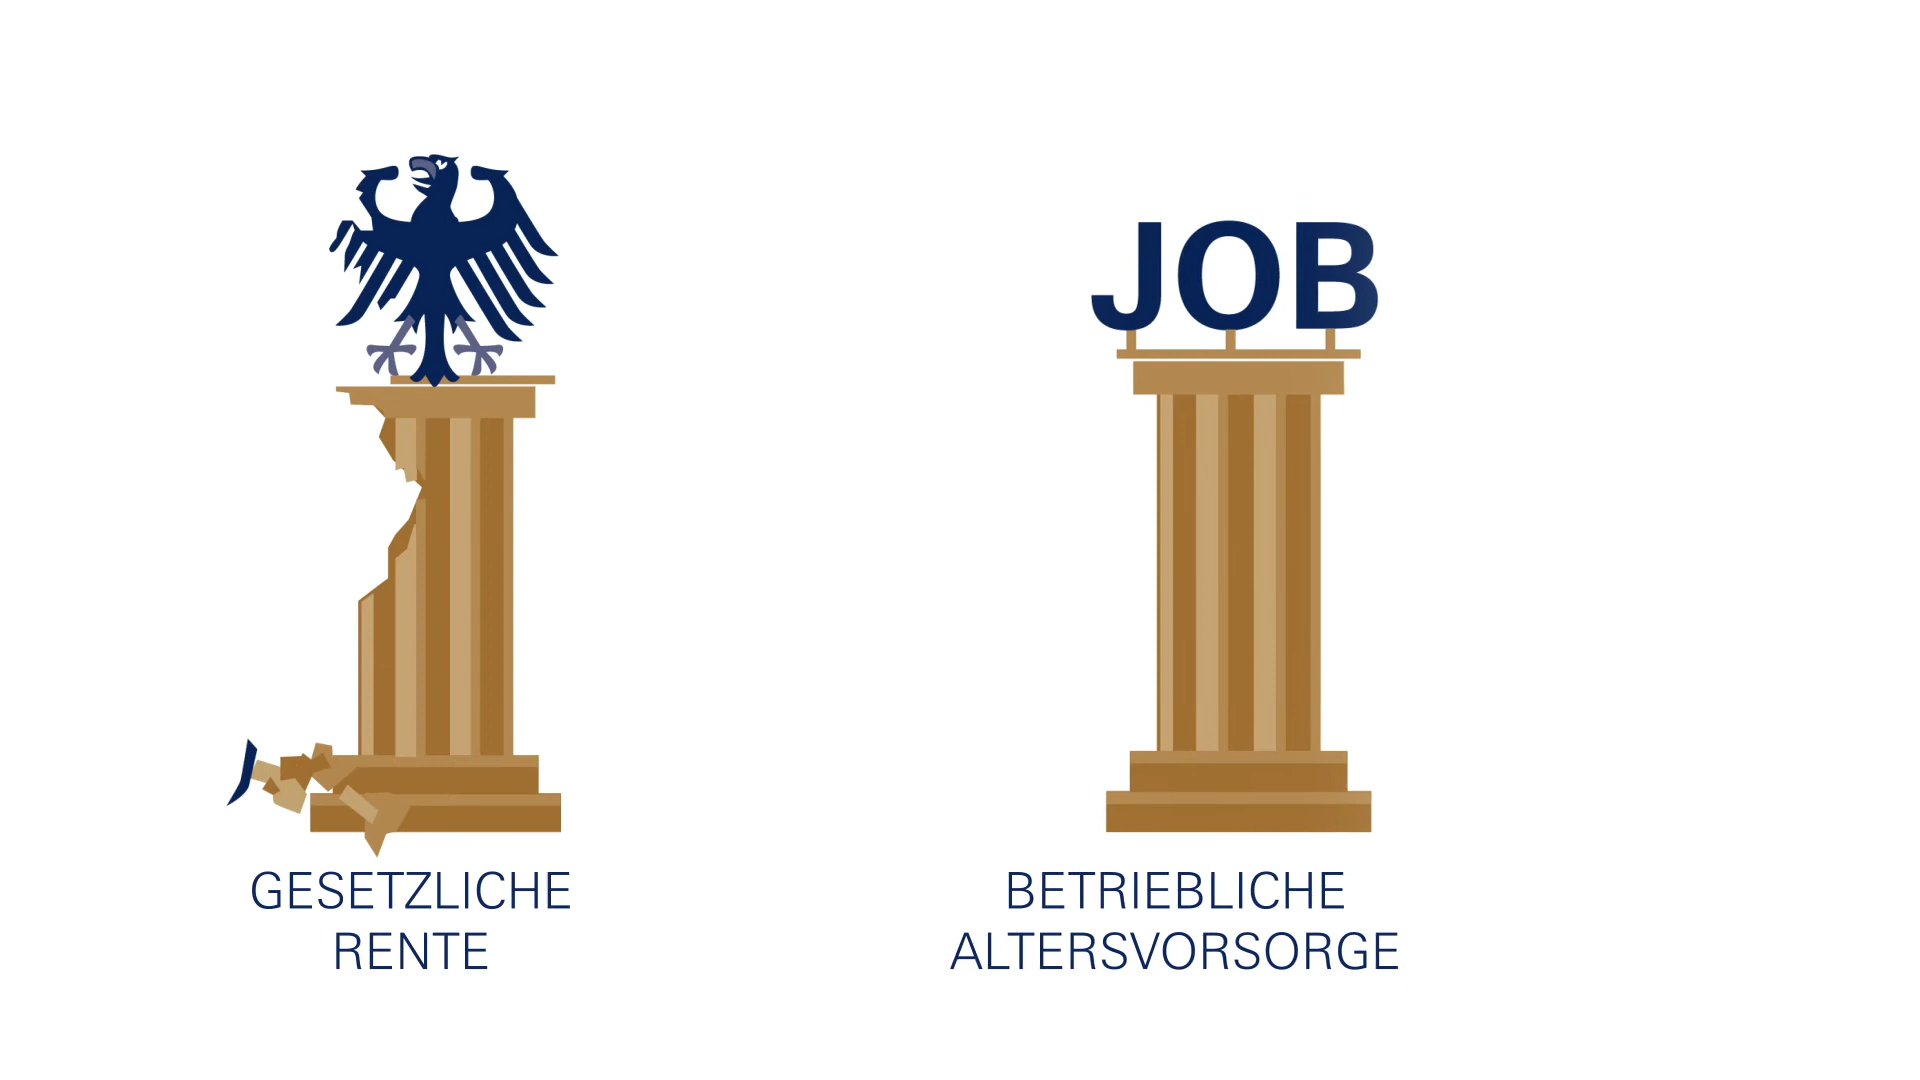 JOB
GESETZLICHE
RENTE
BETRIEBLICHE
ALTERSVORSORGE